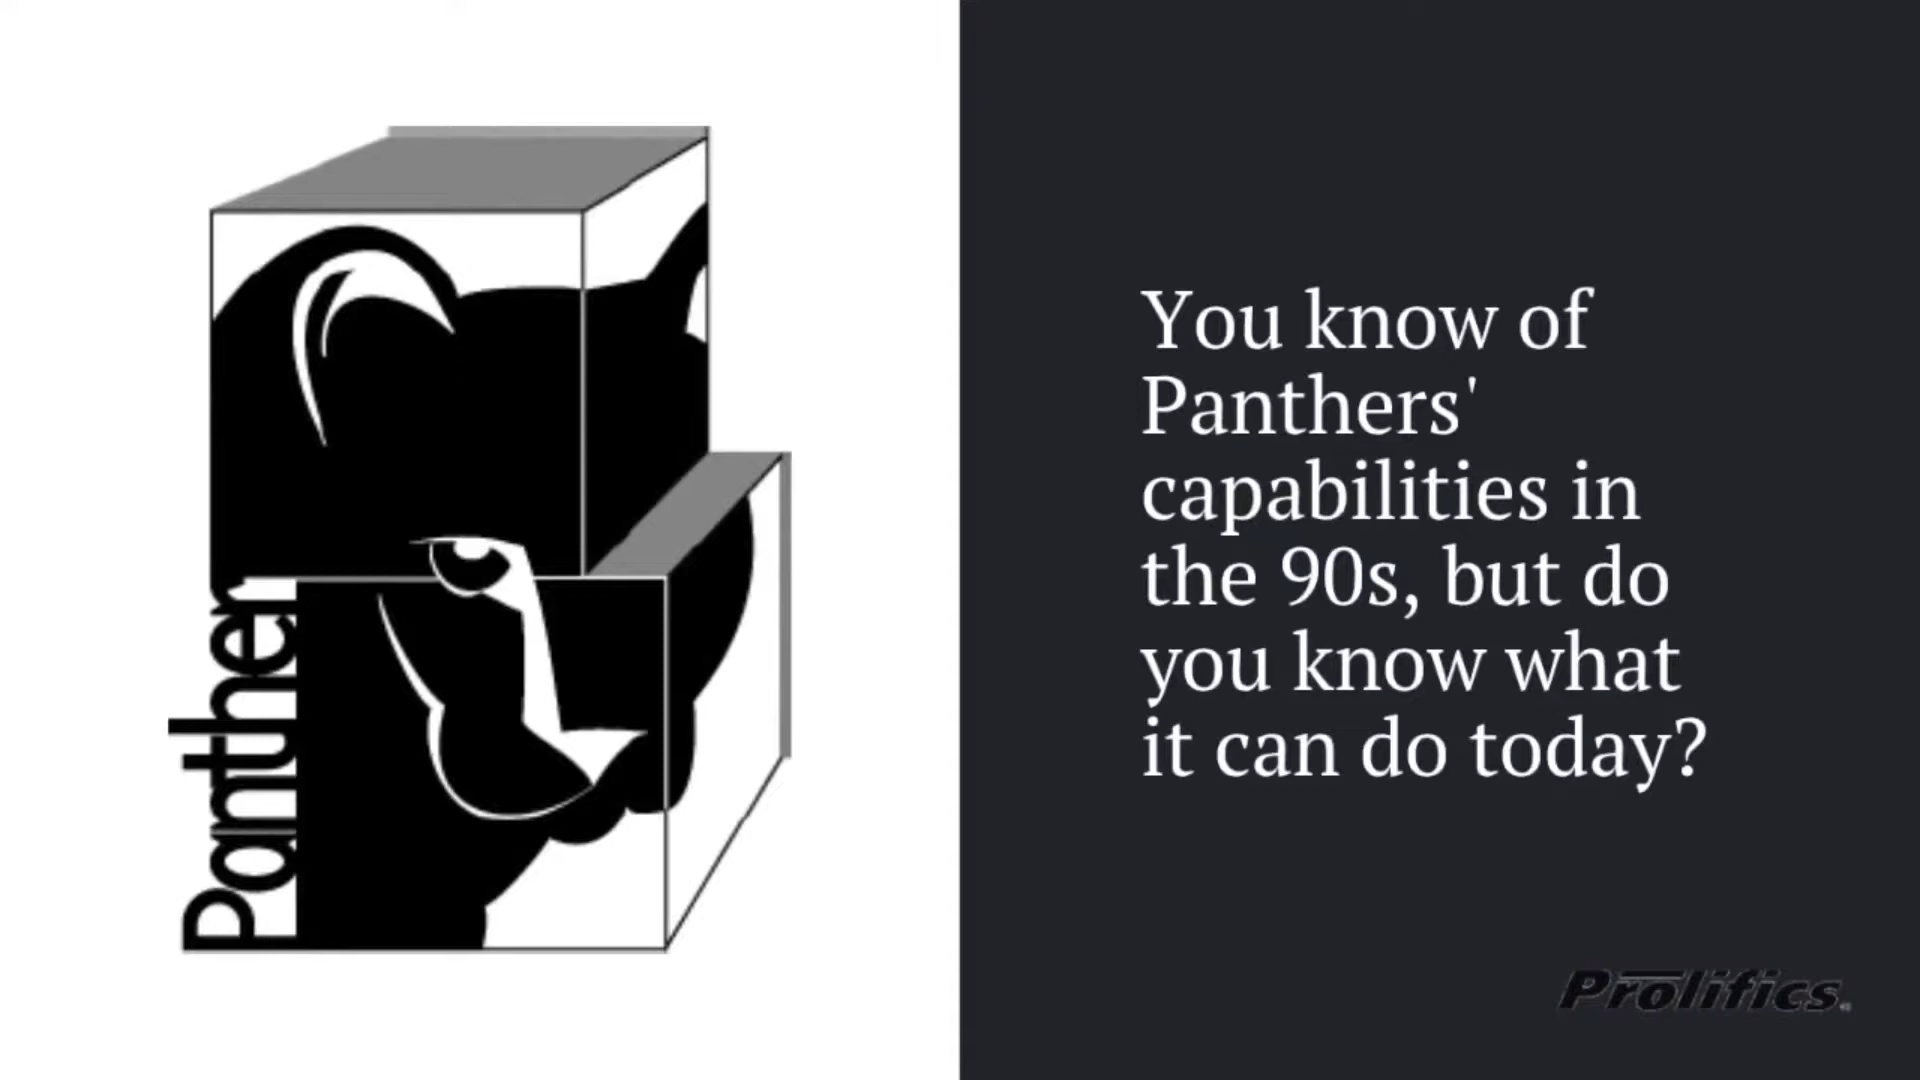 Panther
You know of
Panthers'
capabilities in
the 90s, but do
you know what
it can do today?
Prolifics